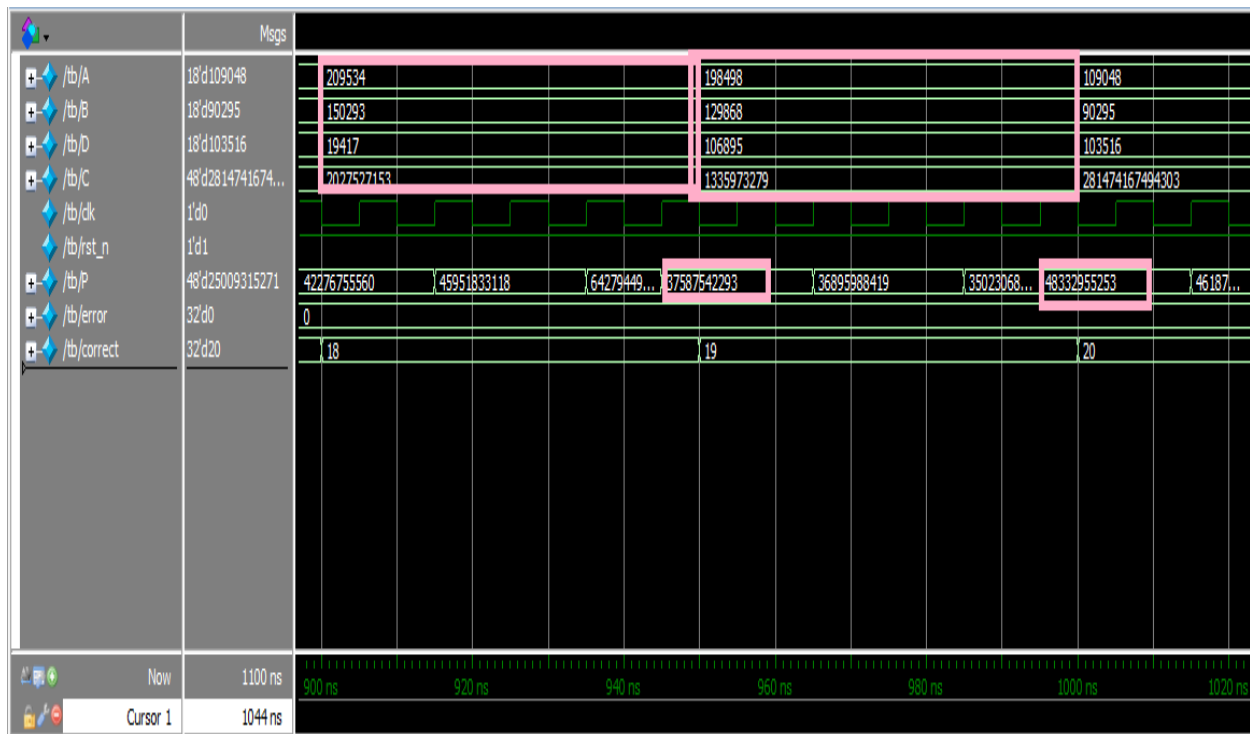 Msgs
/tb/A 18'd109048 209534 198498 109048
/tb/B 18'd90295 150293 129868 90295
/tb/D 18'd103516 19417 106895 103516
/tb/C 48'd2814741674... 2027527153 1335973279 281474167494303
/tb/clk 1'd0
/tb/rst_n 1'd1
/tb/P 48'd25009315271 42276755560 45951833118 64279449... 37587542293 36895988419 35023068... 48332955253 46187...
/tb/error 32'd0 0
/tb/correct 32'd20 18 19 20
Now 1100 ns 900 ns 920 ns 940 ns 960 ns 980 ns 1000 ns 1020 ns
Cursor 1 1044 ns